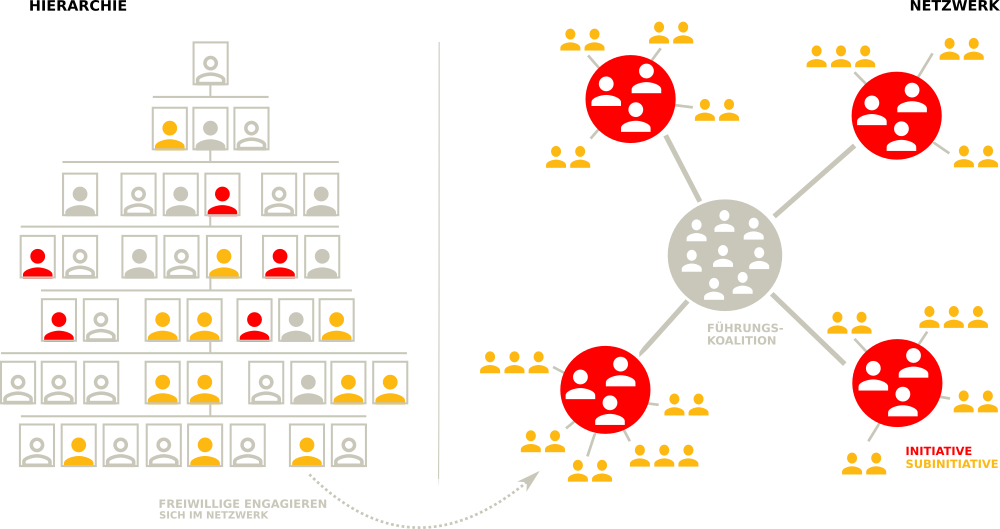 HIERARCHIE
NETZWERK
FÜHRUNGS-
KOALITION
INITIATIVE
SUBINITIATIVE
FREIWILLIGE ENGAGIEREN
SICH IM NETZWERK